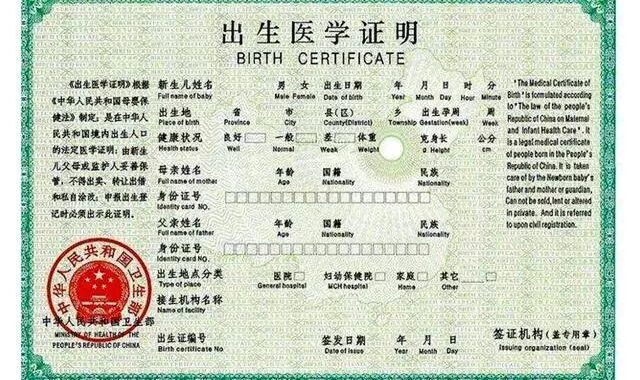 出生医学证明
BIRTH CERTIFICATE
《出生医学证明》根据
《中华人民共和国母婴保
健法》制定，是在中华人
民共和国境内出生人口
的法定医学证明；由新生
儿父母或监护人妥善保
管，不得出卖、转让出借
和私自涂改；申报出生登
记时必须出示此证明。
新生儿姓名 男 女 出生日期 年 月 日 时 分
Full name of baby Male Female Date of birth Year Month Day Hour Minute
出生地 省 市 县(区) 乡 出生孕周 周
Place of birth Province City County(District) Township Gestation(week) Week
健康状况 良好 一般 差 体重 克 身长 公分
Health status Well Normal Weak Weight g Height cm
母亲姓名 年龄 国籍 民族
Full name of mother Age Nationality Nationality
身份证号
Identity card NO.
父亲姓名 年龄 国籍 民族
Full name of father Age Nationality Nationality
身份证号
Identity card NO.
出生地点分类 医院 妇幼保健院 家庭 其它
Type of place General hospital MCH hospital Home Other
接生机构名称
Name of facility
出生证编号 签发日期 年 月 日
Birth certificate No Date of issue Year Month Day
"The Medical Certificate of
Birth" is formulated according
to "The law of the people's
Republic of China on Maternal
and Infant Health Care". it
is a legal medical certificate
of people born in the People's
Republic of China. It is taken
care of by the Newborn baby's
father and mother or guardian,
Can not be sold, lent or altered
in private. And it is referred
to upon civil registration.
中华人民共和国卫生部
中华人民共和国卫生部
MINISTRY OF HEALTH OF THE
PEOPLE'S REPUBLIC OF CHINA
签证机构(盖专用章)
Issuing organization (seal)